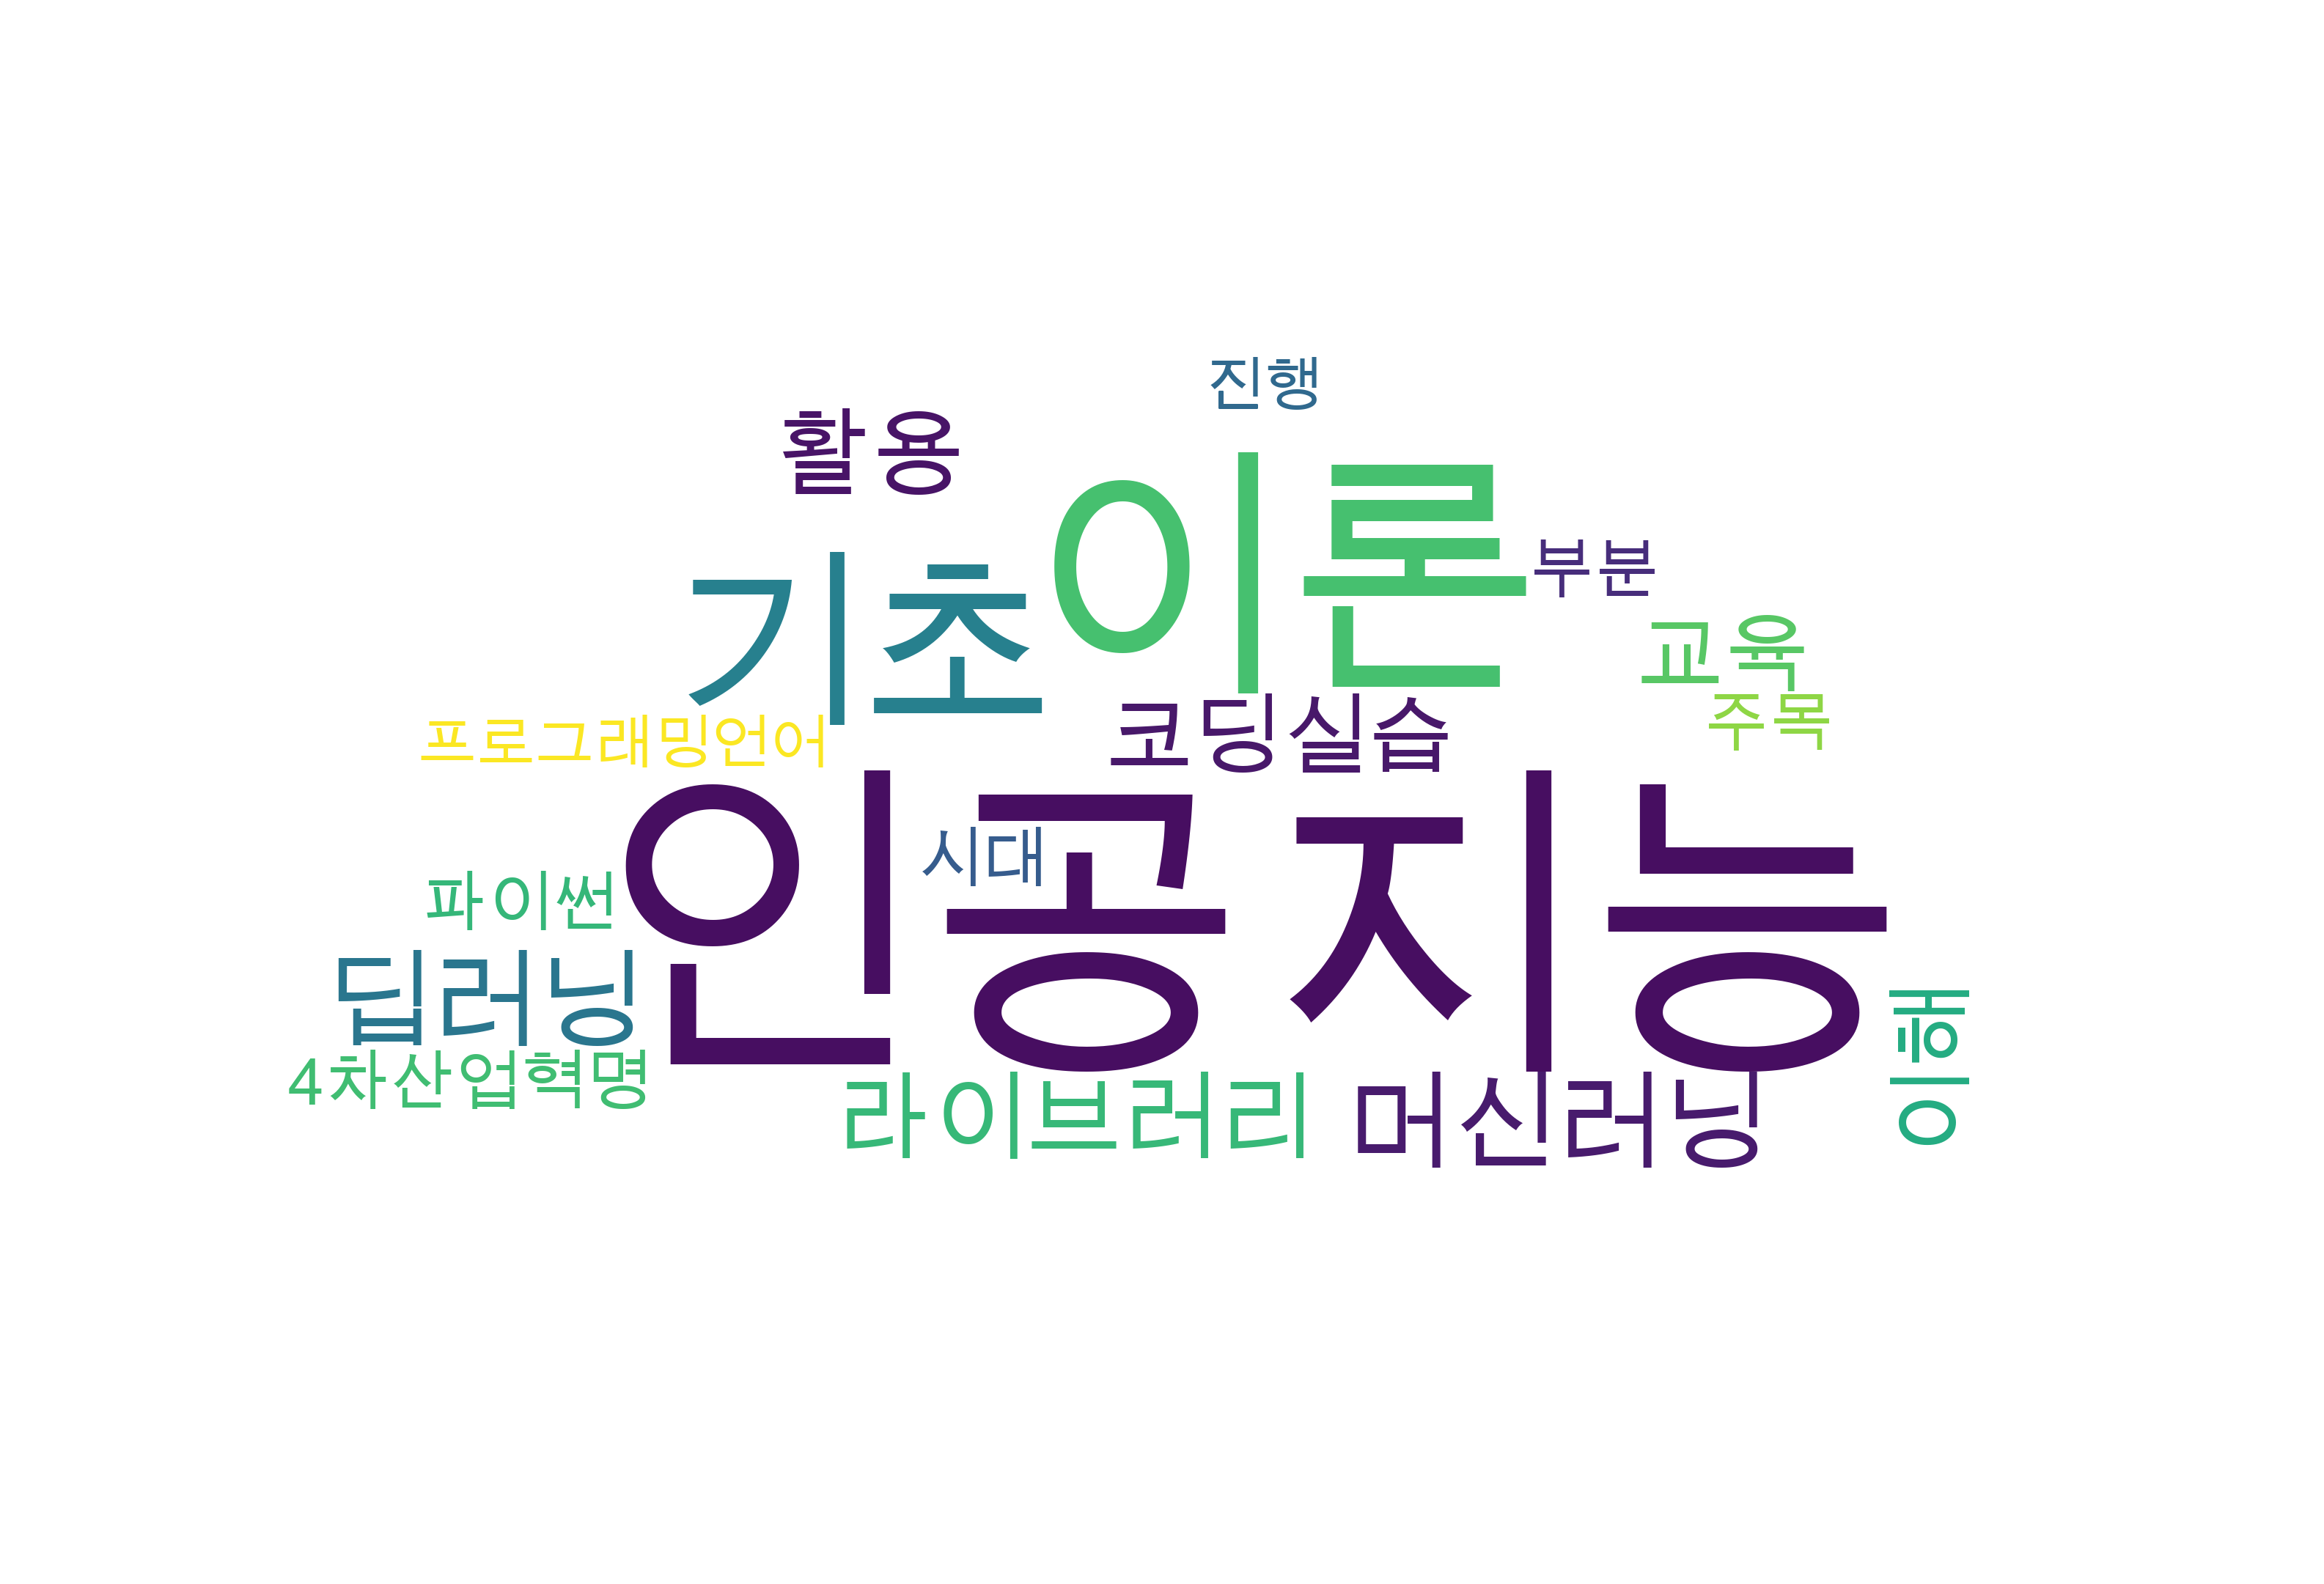 진행
활용
이론
기초
부분
교육
주목
코딩실습
프로그래밍언어
인공지능
시대
파이썬
딥러닝
4차산업혁명
이해
라이브러리
머신러닝